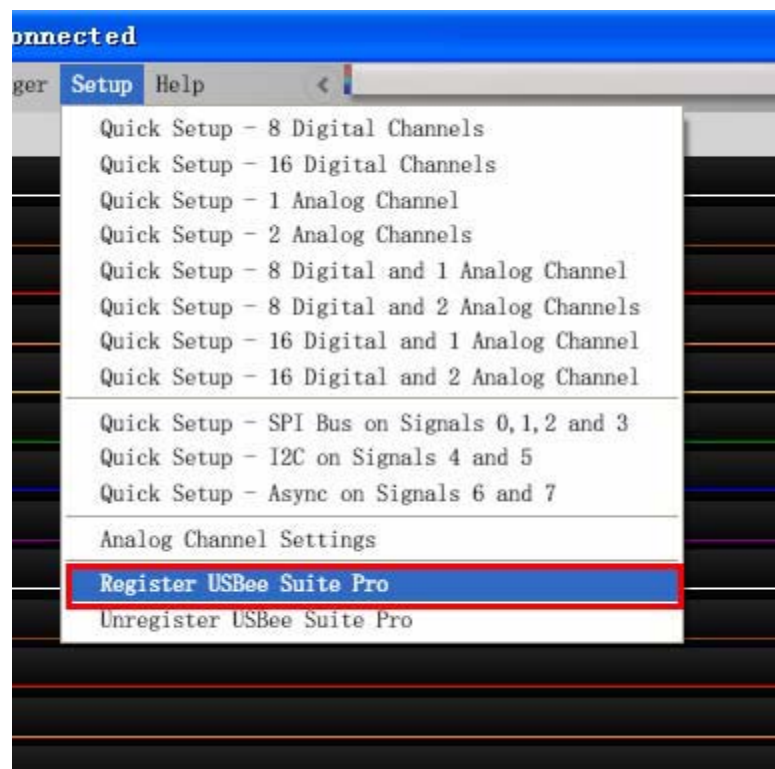 onnected
ger Setup Help <
Quick Setup - 8 Digital Channels
Quick Setup - 16 Digital Channels
Quick Setup - 1 Analog Channel
Quick Setup - 2 Analog Channels
Quick Setup - 8 Digital and 1 Analog Channel
Quick Setup - 8 Digital and 2 Analog Channels
Quick Setup - 16 Digital and 1 Analog Channel
Quick Setup - 16 Digital and 2 Analog Channel
Quick Setup - SPI Bus on Signals 0,1,2 and 3
Quick Setup - I2C on Signals 4 and 5
Quick Setup - Async on Signals 6 and 7
Analog Channel Settings
Register USBee Suite Pro
Unregister USBee Suite Pro